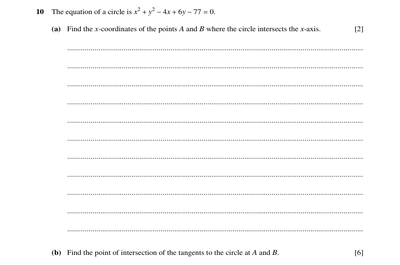 10 The equation of a circle is x² + y² − 4x + 6y − 77 = 0.
(a) Find the x-coordinates of the points A and B where the circle intersects the x-axis. [2]
(b) Find the point of intersection of the tangents to the circle at A and B. [6]